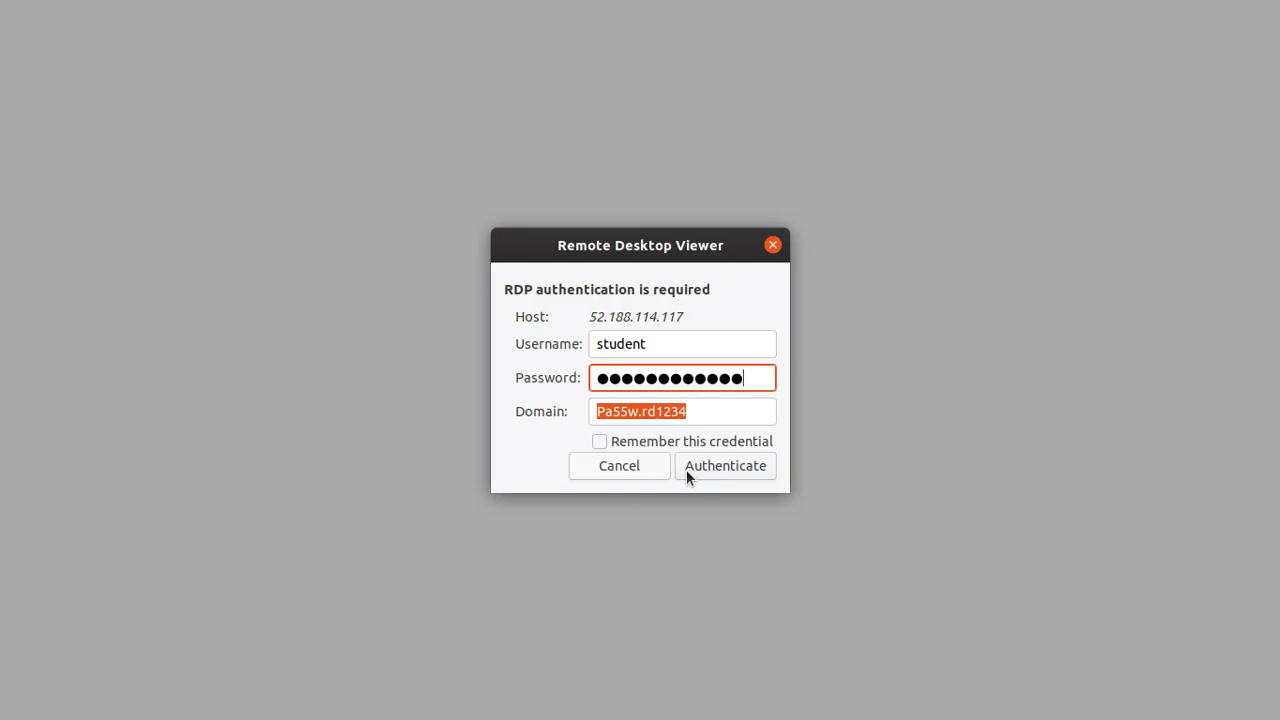 Remote Desktop Viewer
RDP authentication is required
Host: 52.188.114.117
Username: student
Password: ●●●●●●●●●●●●
Domain: Pa55w.rd1234
Remember this credential
Cancel Authenticate